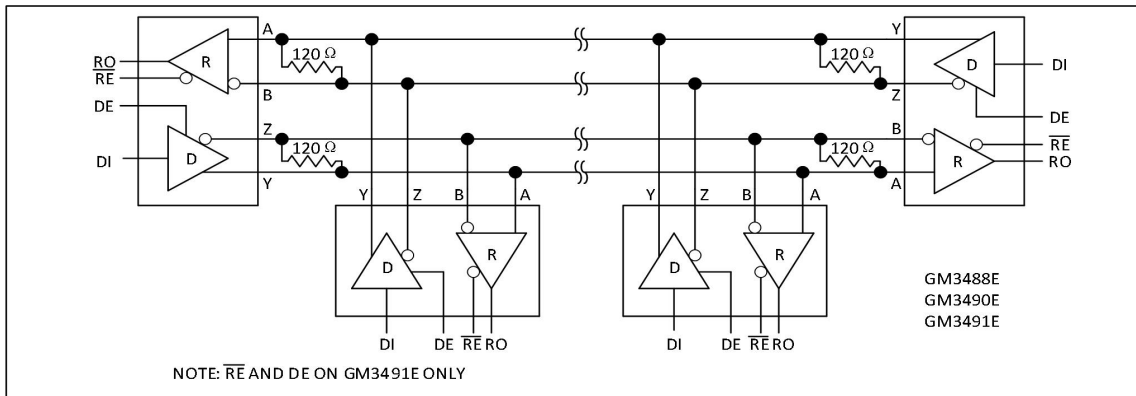 A
Y
120 Ω
120 Ω
RO
R
D
DI
RE
B
Z
DE
DE
Z
B
RE
DI
D
120 Ω
120 Ω
R
RO
Y
A
Y
Z
B
A
Y
Z
B
A
D
R
D
R
GM3488E
GM3490E
GM3491E
DI
DE
RE
RO
DI
DE
RE
RO
NOTE: RE AND DE ON GM3491E ONLY